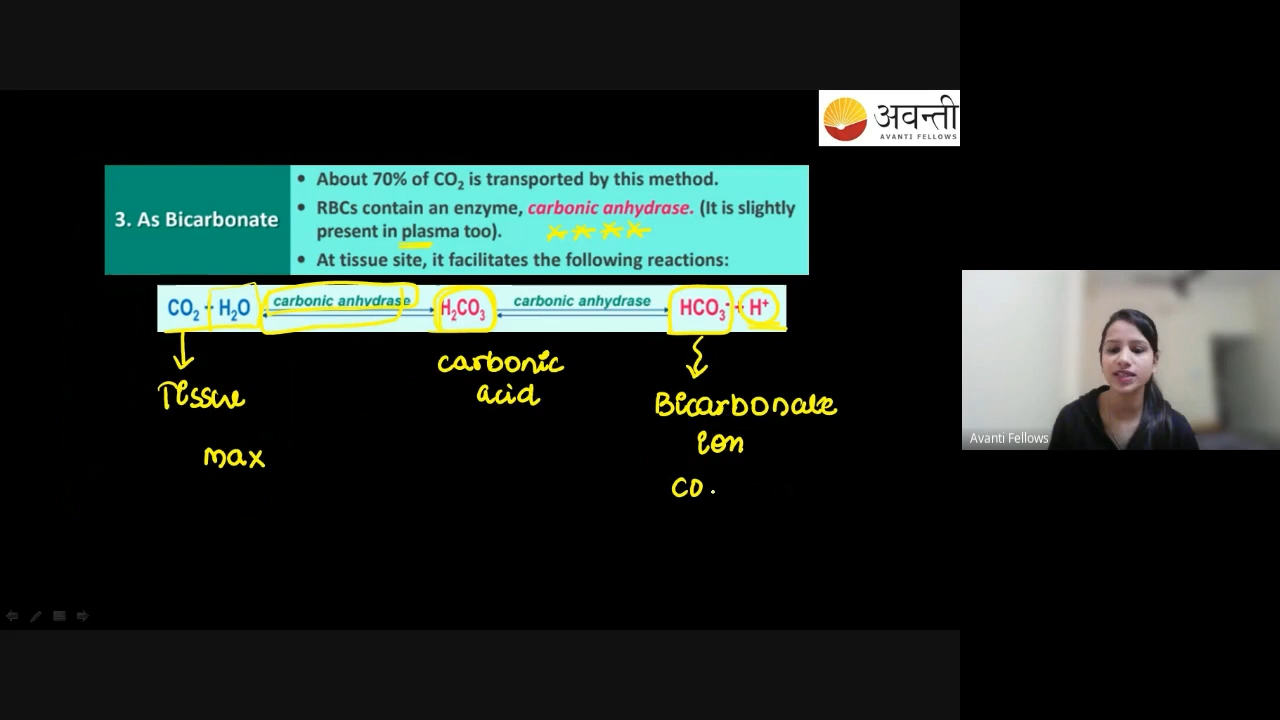 अवन्ती
AVANTI FELLOWS
3. As Bicarbonate
• About 70% of CO₂ is transported by this method.
• RBCs contain an enzyme, carbonic anhydrase. (It is slightly
present in plasma too).
• At tissue site, it facilitates the following reactions:
CO₂ + H₂O carbonic anhydrase H₂CO₃ carbonic anhydrase HCO₃⁻ + H⁺
Tissue
carbonic
acid
Bicarbonate
ion
max
CO
Avanti Fellows